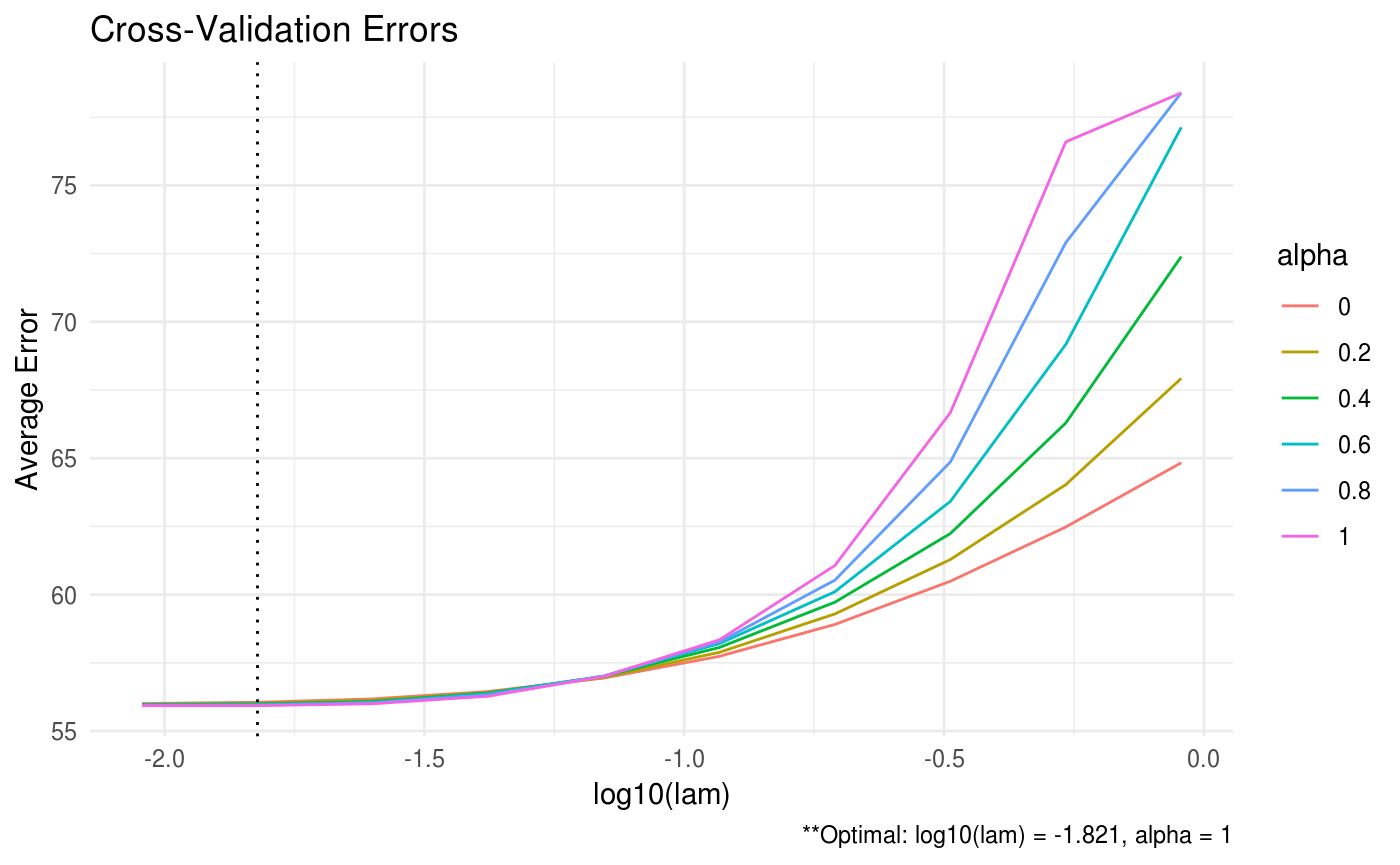 Cross-Validation Errors
Average Error
75
70
65
60
55
-2.0 -1.5 -1.0 -0.5 0.0
log10(lam)
alpha
0
0.2
0.4
0.6
0.8
1
**Optimal: log10(lam) = -1.821, alpha = 1